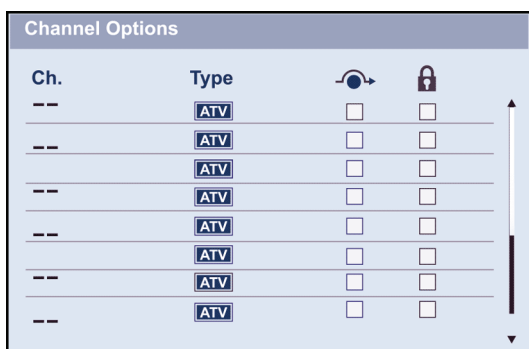 Channel Options
Ch. Type
-- ATV
-- ATV
ATV
-- ATV
-- ATV
ATV
-- ATV
-- ATV